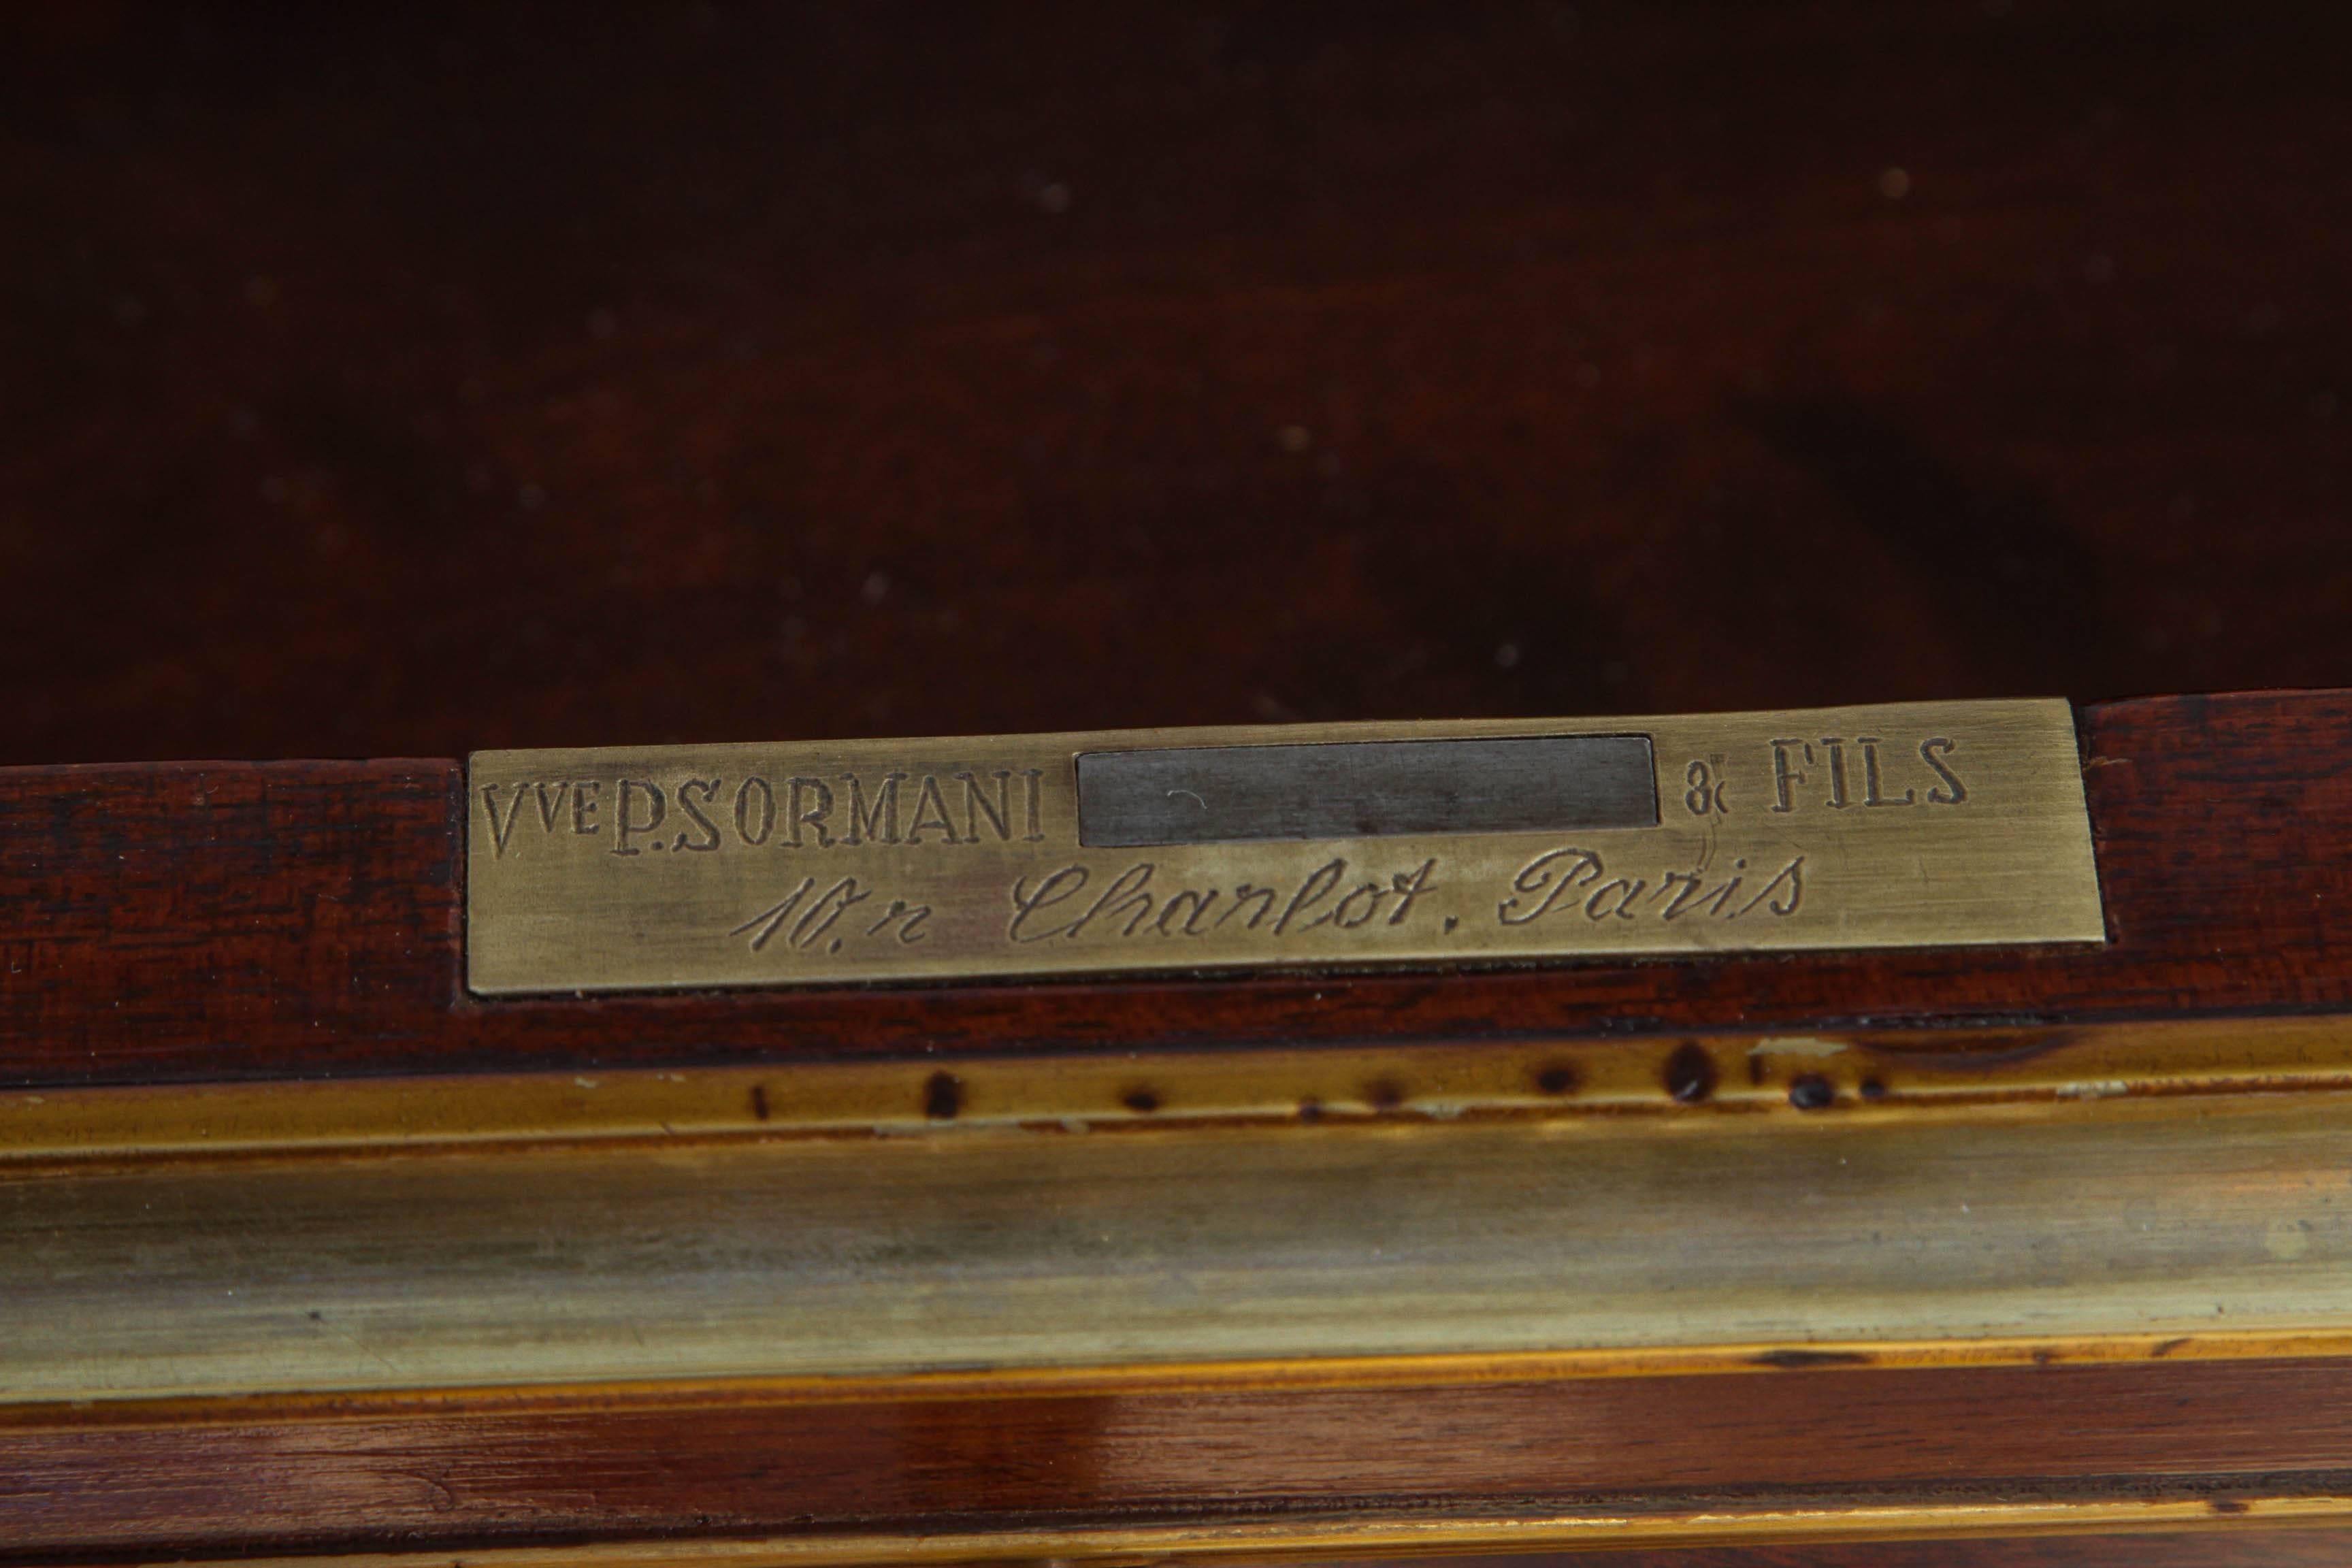 VVE P. SORMANI & FILS
10. r Charlot. Paris